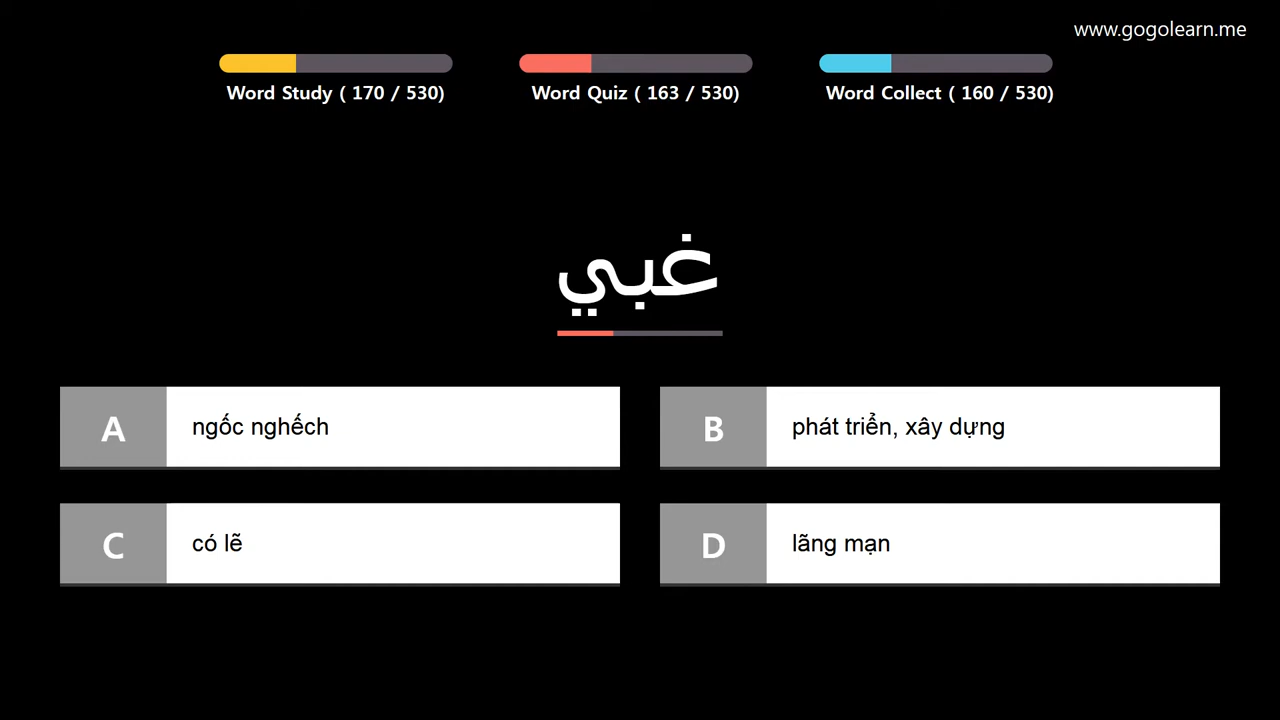 www.gogolearn.me
Word Study ( 170 / 530)
Word Quiz ( 163 / 530)
Word Collect ( 160 / 530)
غبي
A
ngốc nghếch
B
phát triển, xây dựng
C
có lẽ
D
lãng mạn